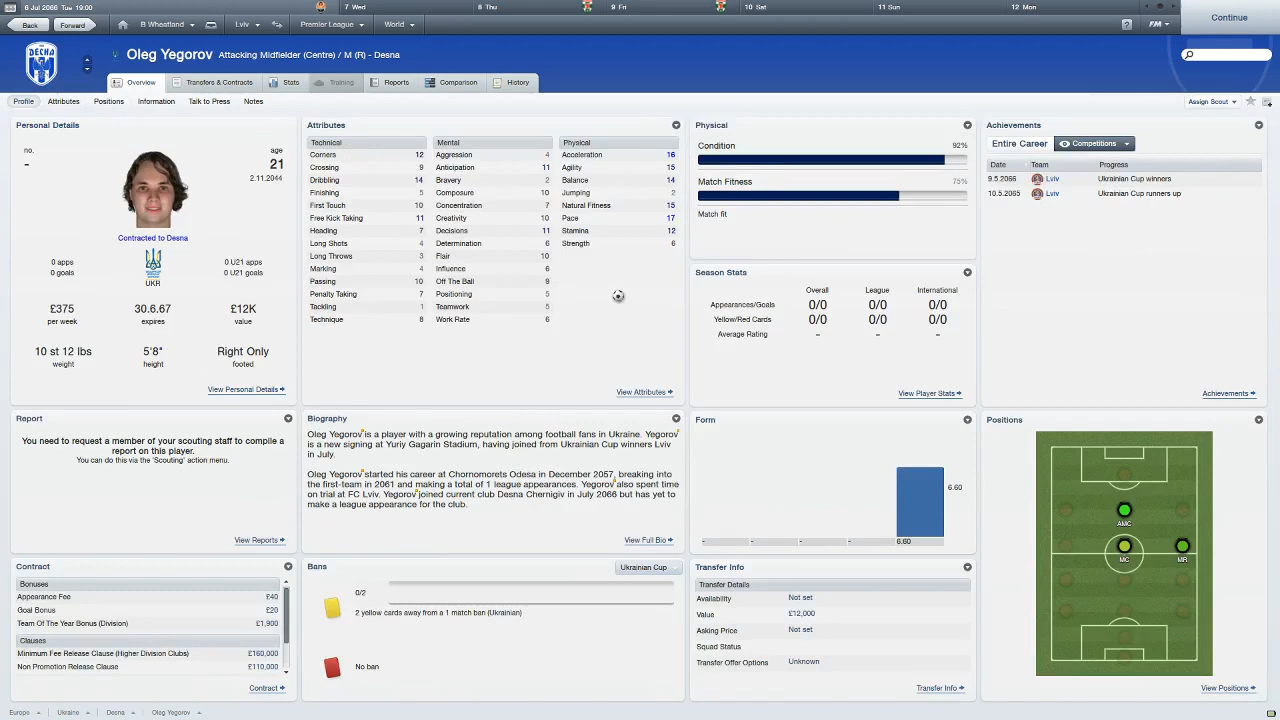 6 Jul 2066 Tue 19:00
7 Wed
8 Thu
9 Fri
10 Sat
11 Sun
12 Mon
Back
Forward
B Wheatland
Lviv
Premier League
World
?
FM
Continue
ДЕСНА
Oleg Yegorov Attacking Midfielder (Centre) / M (R) - Desna
Overview
Transfers & Contracts
Stats
Training
Reports
Comparison
History
Profile
Attributes
Positions
Information
Talk to Press
Notes
Assign Scout
Personal Details
no.
-
age
21
2.11.2044
Contracted to Desna
0 apps
0 goals
UKR
0 U21 apps
0 U21 goals
£375
per week
30.6.67
expires
£12K
value
10 st 12 lbs
weight
5'8"
height
Right Only
footed
View Personal Details
Attributes
Technical
Corners 12
Crossing 9
Dribbling 14
Finishing 5
First Touch 10
Free Kick Taking 11
Heading 7
Long Shots 4
Long Throws 3
Marking 4
Passing 10
Penalty Taking 7
Tackling 1
Technique 8
Mental
Aggression 4
Anticipation 11
Bravery 2
Composure 10
Concentration 7
Creativity 10
Decisions 11
Determination 6
Flair 10
Influence 6
Off The Ball 9
Positioning 5
Teamwork 5
Work Rate 6
Physical
Acceleration 16
Agility 15
Balance 14
Jumping 2
Natural Fitness 15
Pace 17
Stamina 12
Strength 6
View Attributes
Physical
Condition 92%
Match Fitness 75%
Match fit
Season Stats
Overall League International
Appearances/Goals 0/0 0/0 0/0
Yellow/Red Cards 0/0 0/0 0/0
Average Rating - - -
View Player Stats
Achievements
Entire Career
Competitions
Date Team Progress
9.5.2066 Lviv Ukrainian Cup winners
10.5.2065 Lviv Ukrainian Cup runners up
Achievements
Report
You need to request a member of your scouting staff to compile a
report on this player.
You can do this via the 'Scouting' action menu.
View Reports
Biography
Oleg Yegorov is a player with a growing reputation among football fans in Ukraine. Yegorov
is a new signing at Yuriy Gagarin Stadium, having joined from Ukrainian Cup winners Lviv
in July.
Oleg Yegorov started his career at Chornomorets Odesa in December 2057, breaking into
the first-team in 2061 and making a total of 1 league appearances. Yegorov also spent time
on trial at FC Lviv. Yegorov joined current club Desna Chernigiv in July 2066 but has yet to
make a league appearance for the club.
View Full Bio
Form
6.60
- - - - 6.60
Positions
AMC
MC
MR
View Positions
Contract
Bonuses
Appearance Fee £40
Goal Bonus £20
Team Of The Year Bonus (Division) £1,900
Clauses
Minimum Fee Release Clause (Higher Division Clubs) £160,000
Non Promotion Release Clause £110,000
Contract
Bans
Ukrainian Cup
0/2
2 yellow cards away from a 1 match ban (Ukrainian)
No ban
Transfer Info
Transfer Details
Availability Not set
Value £12,000
Asking Price Not set
Squad Status
Transfer Offer Options Unknown
Transfer Info
Europe
Ukraine
Desna
Oleg Yegorov